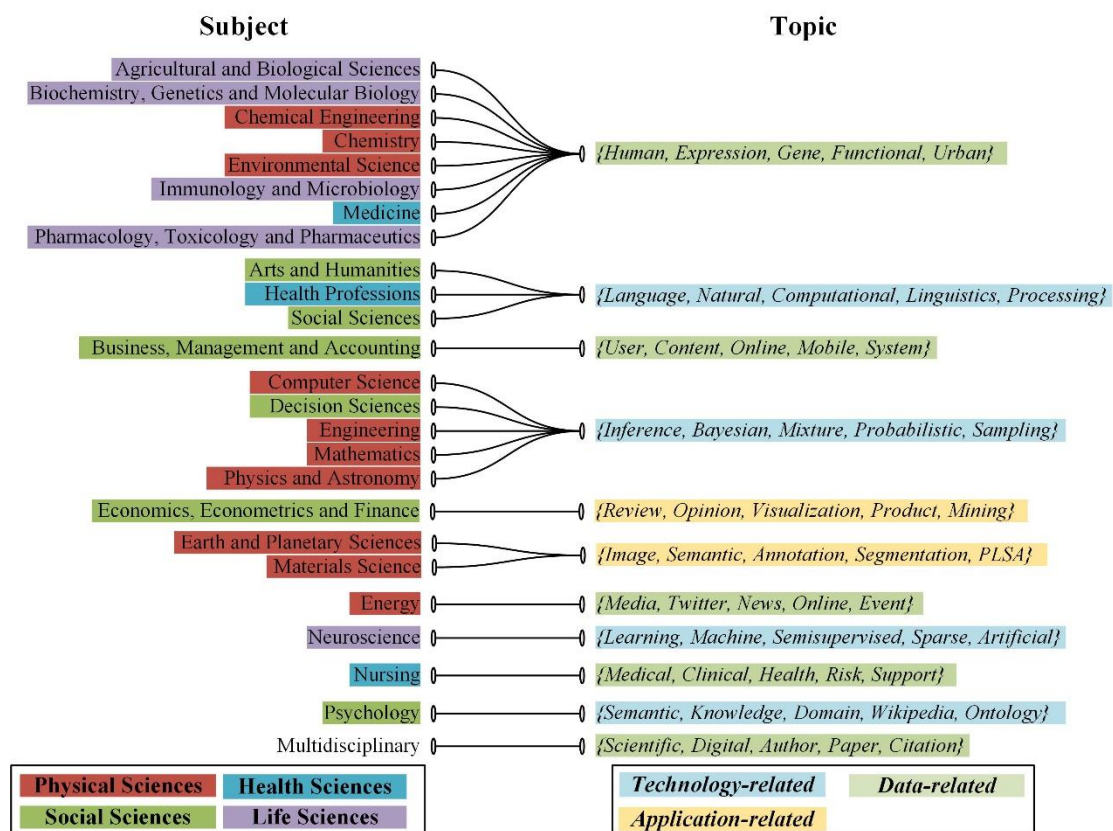 Subject
Topic
Agricultural and Biological Sciences
Biochemistry, Genetics and Molecular Biology
Chemical Engineering
Chemistry
Environmental Science
Immunology and Microbiology
Medicine
Pharmacology, Toxicology and Pharmaceutics
{Human, Expression, Gene, Functional, Urban}
Arts and Humanities
Health Professions
Social Sciences
{Language, Natural, Computational, Linguistics, Processing}
Business, Management and Accounting
{User, Content, Online, Mobile, System}
Computer Science
Decision Sciences
Engineering
Mathematics
Physics and Astronomy
{Inference, Bayesian, Mixture, Probabilistic, Sampling}
Economics, Econometrics and Finance
{Review, Opinion, Visualization, Product, Mining}
Earth and Planetary Sciences
Materials Science
{Image, Semantic, Annotation, Segmentation, PLSA}
Energy
{Media, Twitter, News, Online, Event}
Neuroscience
{Learning, Machine, Semisupervised, Sparse, Artificial}
Nursing
{Medical, Clinical, Health, Risk, Support}
Psychology
{Semantic, Knowledge, Domain, Wikipedia, Ontology}
Multidisciplinary
{Scientific, Digital, Author, Paper, Citation}
Physical Sciences
Health Sciences
Social Sciences
Life Sciences
Technology-related
Data-related
Application-related